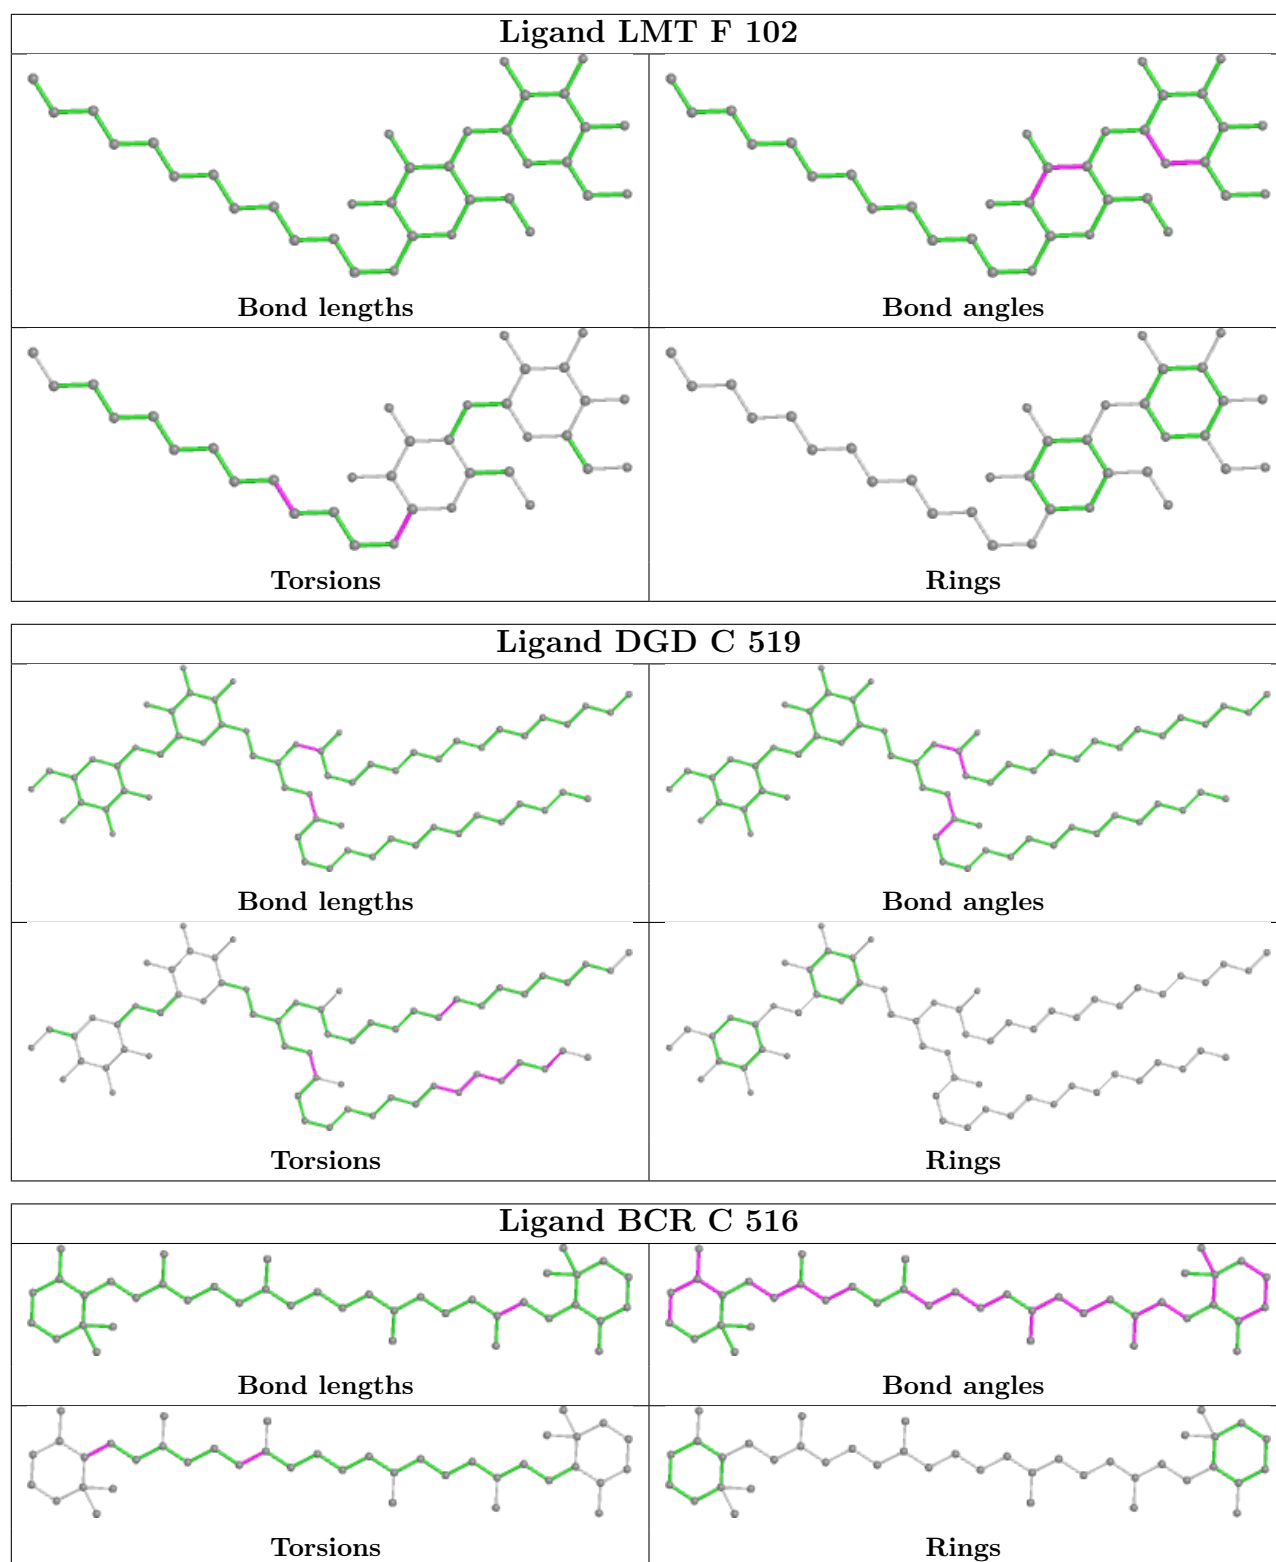 Ligand LMT F 102
Bond lengths
Bond angles
Torsions
Rings
Ligand DGD C 519
Bond lengths
Bond angles
Torsions
Rings
Ligand BCR C 516
Bond lengths
Bond angles
Torsions
Rings